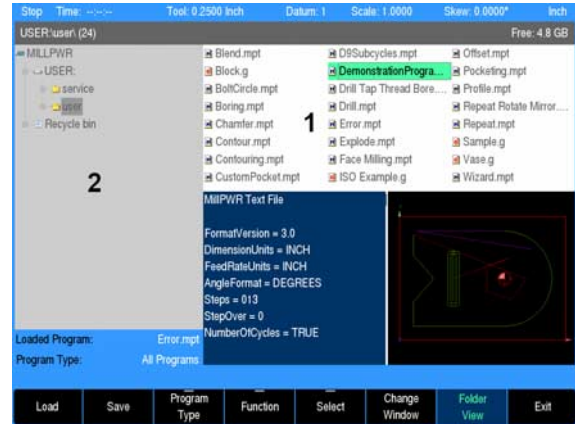 Stop Time: --:--:-- Tool: 0.2500 Inch Datum: 1 Scale: 1.0000 Skew: 0.0000° Inch
USER:\user\ (24) Free: 4.8 GB
MILLPWR
USER:
service
user
Recycle bin
2
Blend.mpt D9Subcycles.mpt Offset.mpt
Block.g DemonstrationProgra... Pocketing.mpt
BoltCircle.mpt Drill Tap Thread Bore.... Profile.mpt
Boring.mpt Drill.mpt Repeat Rotate Mirror....
Chamfer.mpt 1 Error.mpt Repeat.mpt
Contour.mpt Explode.mpt Sample.g
Contouring.mpt Face Milling.mpt Vase.g
CustomPocket.mpt ISO Example.g Wizard.mpt
MillPWR Text File
FormatVersion = 3.0
DimensionUnits = INCH
FeedRateUnits = INCH
AngleFormat = DEGREES
Steps = 013
StepOver = 0
NumberOfCycles = TRUE
Loaded Program: Error.mpt
Program Type: All Programs
Load Save Program Type Function Select Change Window Folder View Exit